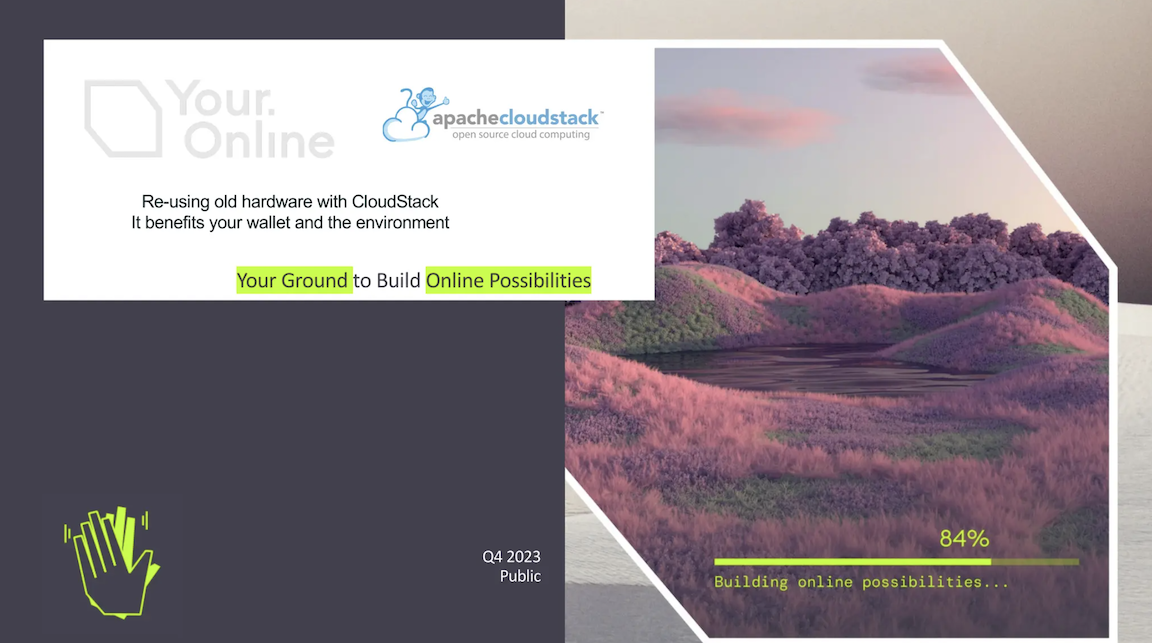 Your.
Online
apachecloudstack™
open source cloud computing
Re-using old hardware with CloudStack
It benefits your wallet and the environment
Your Ground to Build Online Possibilities
Q4 2023
Public
84%
Building online possibilities...